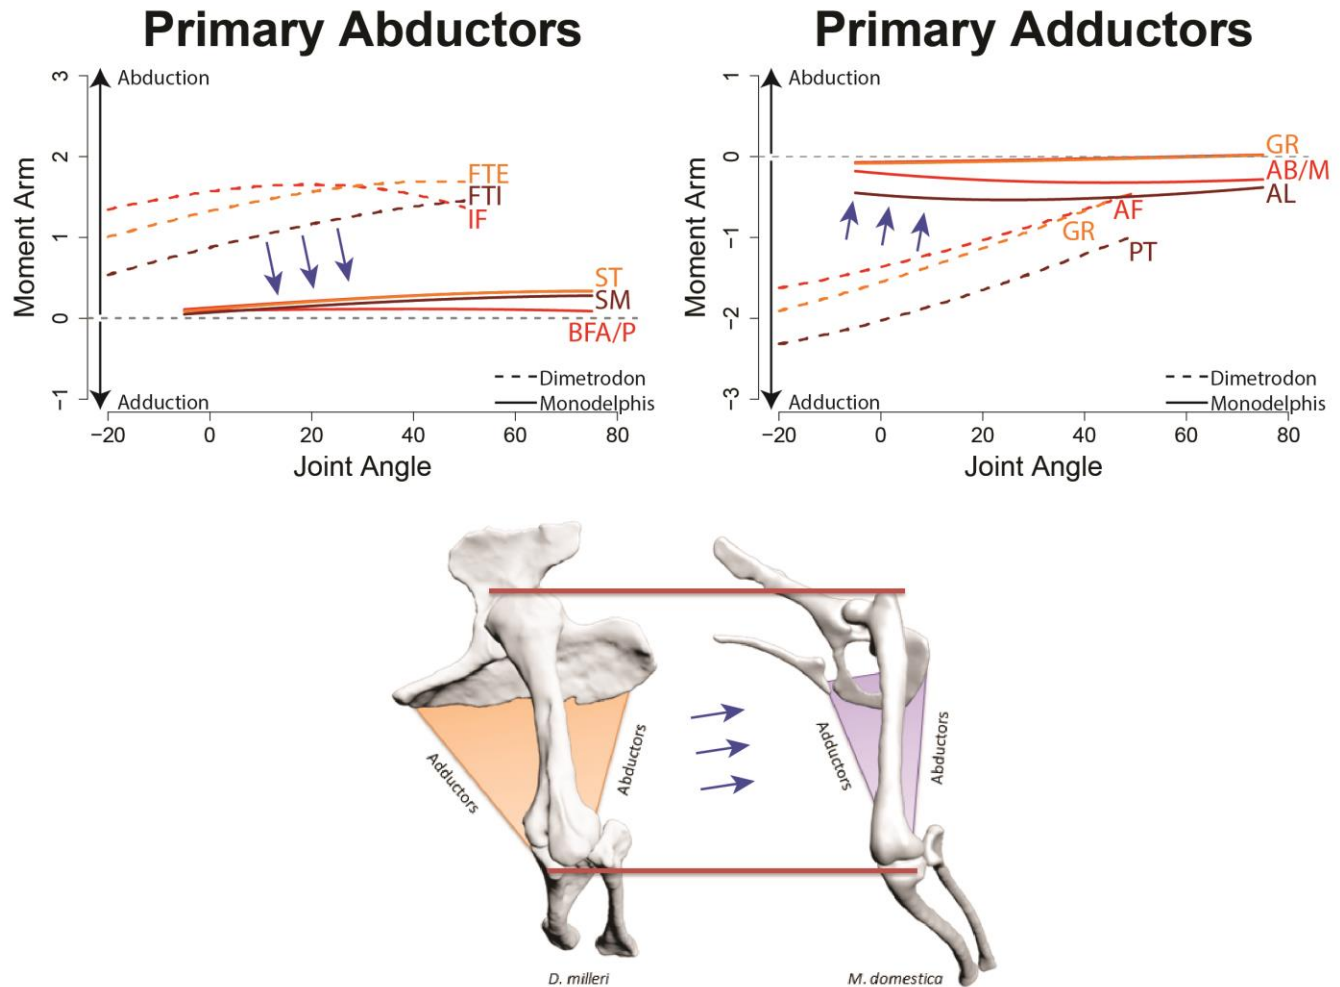 Primary Abductors
3
Abduction
2
1
0
−1
Moment Arm
FTE
FTI
IF
ST
SM
BFA/P
Dimetrodon
Monodelphis
Adduction
−20
0
20
40
60
80
Joint Angle
Primary Adductors
1
Abduction
0
−1
−2
−3
Moment Arm
GR
AB/M
AL
AF
GR
PT
Dimetrodon
Monodelphis
Adduction
−20
0
20
40
60
80
Joint Angle
Adductors
Abductors
Adductors
Abductors
D. milleri
M. domestica